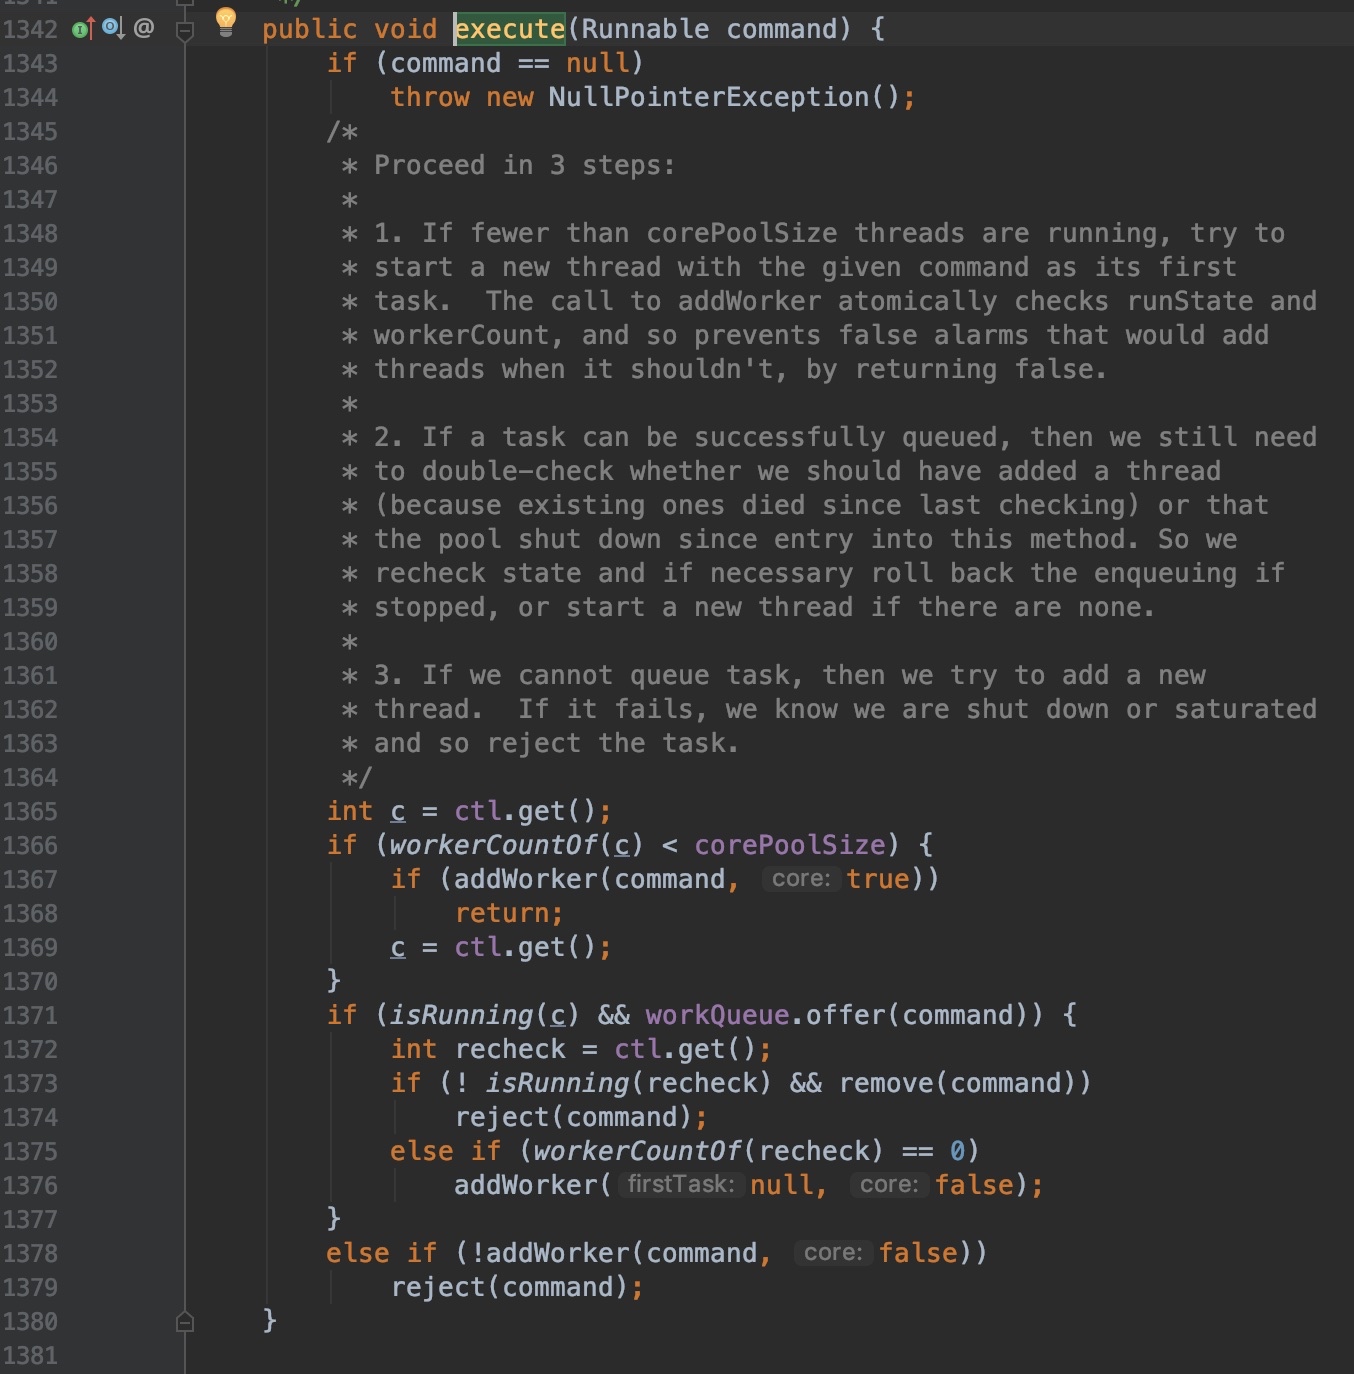 1341 */
1342 @ public void execute(Runnable command) {
1343 if (command == null)
1344 throw new NullPointerException();
1345 /*
1346 * Proceed in 3 steps:
1347 *
1348 * 1. If fewer than corePoolSize threads are running, try to
1349 * start a new thread with the given command as its first
1350 * task.  The call to addWorker atomically checks runState and
1351 * workerCount, and so prevents false alarms that would add
1352 * threads when it shouldn't, by returning false.
1353 *
1354 * 2. If a task can be successfully queued, then we still need
1355 * to double-check whether we should have added a thread
1356 * (because existing ones died since last checking) or that
1357 * the pool shut down since entry into this method. So we
1358 * recheck state and if necessary roll back the enqueuing if
1359 * stopped, or start a new thread if there are none.
1360 *
1361 * 3. If we cannot queue task, then we try to add a new
1362 * thread.  If it fails, we know we are shut down or saturated
1363 * and so reject the task.
1364 */
1365 int c = ctl.get();
1366 if (workerCountOf(c) < corePoolSize) {
1367 if (addWorker(command, core: true))
1368 return;
1369 c = ctl.get();
1370 }
1371 if (isRunning(c) && workQueue.offer(command)) {
1372 int recheck = ctl.get();
1373 if (! isRunning(recheck) && remove(command))
1374 reject(command);
1375 else if (workerCountOf(recheck) == 0)
1376 addWorker( firstTask: null, core: false);
1377 }
1378 else if (!addWorker(command, core: false))
1379 reject(command);
1380 }
1381